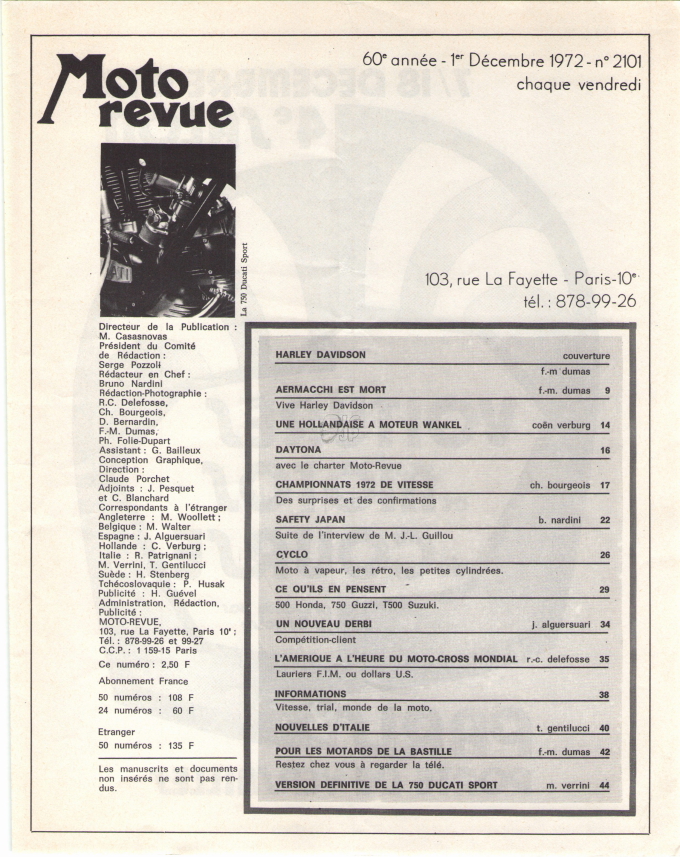 Moto
revue
60e année - 1er Décembre 1972 - n° 2101
chaque vendredi
La 750 Ducati Sport
103, rue La Fayette - Paris-10e
tél. : 878-99-26
Directeur de la Publication :
M. Casasnovas
Président du Comité
de Rédaction :
Serge Pozzoli
Rédacteur en Chef :
Bruno Nardini
Rédaction-Photographie :
R.C. Delefosse,
Ch. Bourgeois,
D. Bernardin,
F.-M. Dumas,
Ph. Folie-Dupart
Assistant : G. Bailleux
Conception Graphique,
Direction :
Claude Porchet
Adjoints : J. Pesquet
et C. Blanchard
Correspondants à l'étranger
Angleterre : M. Woollett ;
Belgique : M. Walter
Espagne : J. Alguersuari
Hollande : C. Verburg ;
Italie : R. Patrignani ;
M. Verrini, T. Gentilucci
Suède : H. Stenberg
Tchécoslovaquie : P. Husak
Publicité : H. Guével
Administration, Rédaction,
Publicité :
MOTO-REVUE,
103, rue La Fayette, Paris 10e ;
Tél. : 878-99-26 et 99-27
C.C.P. : 1 159-15 Paris
Ce numéro : 2,50 F
Abonnement France
50 numéros : 108 F
24 numéros : 60 F
Etranger
50 numéros : 135 F
Les manuscrits et documents
non insérés ne sont pas ren-
dus.
HARLEY DAVIDSON couverture
f.-m dumas
AERMACCHI EST MORT f.-m. dumas 9
Vive Harley Davidson
UNE HOLLANDAISE A MOTEUR WANKEL coën verburg 14
DAYTONA 16
avec le charter Moto-Revue
CHAMPIONNATS 1972 DE VITESSE ch. bourgeois 17
Des surprises et des confirmations
SAFETY JAPAN b. nardini 22
Suite de l'interview de M. J.-L. Guillou
CYCLO 26
Moto à vapeur, les rétro, les petites cylindrées.
CE QU'ILS EN PENSENT 29
500 Honda, 750 Guzzi, T500 Suzuki.
UN NOUVEAU DERBI j. alguersuari 34
Compétition-client
L'AMERIQUE A L'HEURE DU MOTO-CROSS MONDIAL r.-c. delefosse 35
Lauriers F.I.M. ou dollars U.S.
INFORMATIONS 38
Vitesse, trial, monde de la moto.
NOUVELLES D'ITALIE t. gentilucci 40
POUR LES MOTARDS DE LA BASTILLE f.-m. dumas 42
Restez chez vous à regarder la télé.
VERSION DEFINITIVE DE LA 750 DUCATI SPORT m. verrini 44